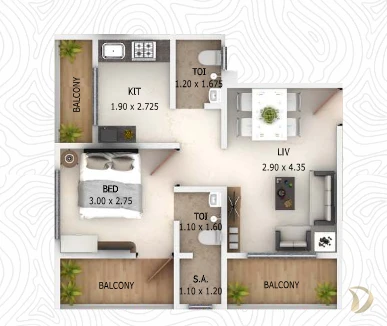 TOI
1.20 x 1.675
KIT
1.90 x 2.725
BALCONY
LIV
2.90 x 4.35
BED
3.00 x 2.75
TOI
1.10 x 1.60
S.A.
1.10 x 1.20
BALCONY
BALCONY